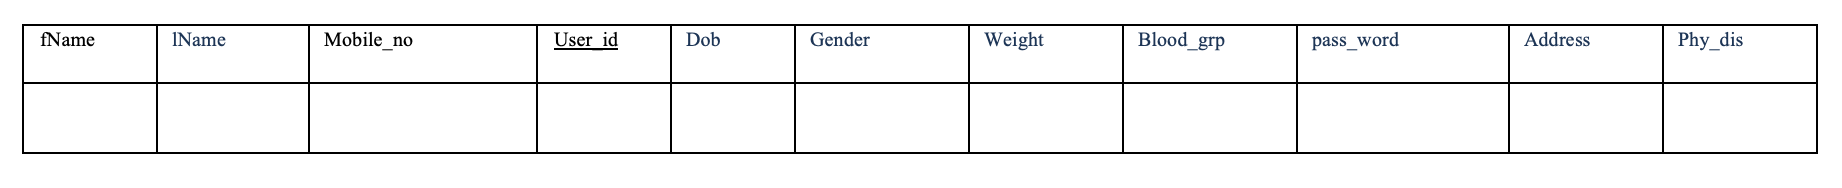 fName lName Mobile_no User_id Dob Gender Weight Blood_grp pass_word Address Phy_dis